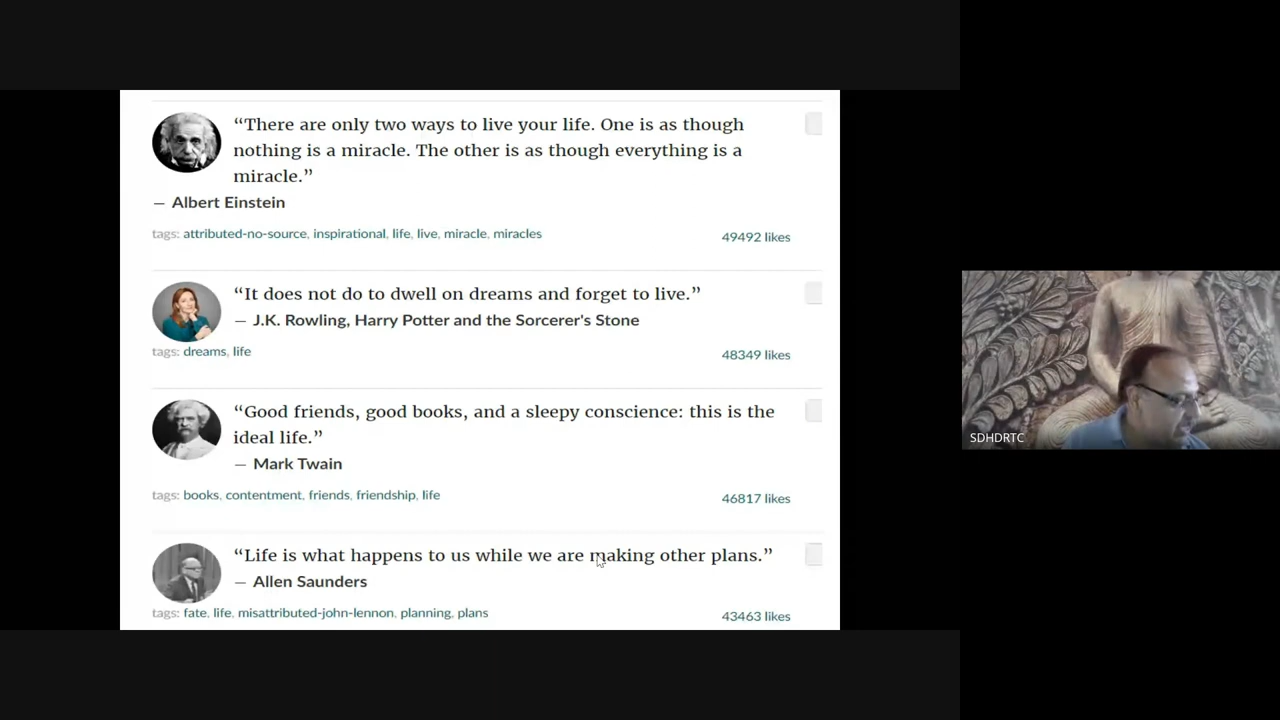 “There are only two ways to live your life. One is as though
nothing is a miracle. The other is as though everything is a
miracle.”
— Albert Einstein
tags: attributed-no-source, inspirational, life, live, miracle, miracles
49492 likes
“It does not do to dwell on dreams and forget to live.”
— J.K. Rowling, Harry Potter and the Sorcerer's Stone
tags: dreams, life
48349 likes
“Good friends, good books, and a sleepy conscience: this is the
ideal life.”
— Mark Twain
tags: books, contentment, friends, friendship, life
46817 likes
“Life is what happens to us while we are making other plans.”
— Allen Saunders
tags: fate, life, misattributed-john-lennon, planning, plans
43463 likes
SDHDRTC